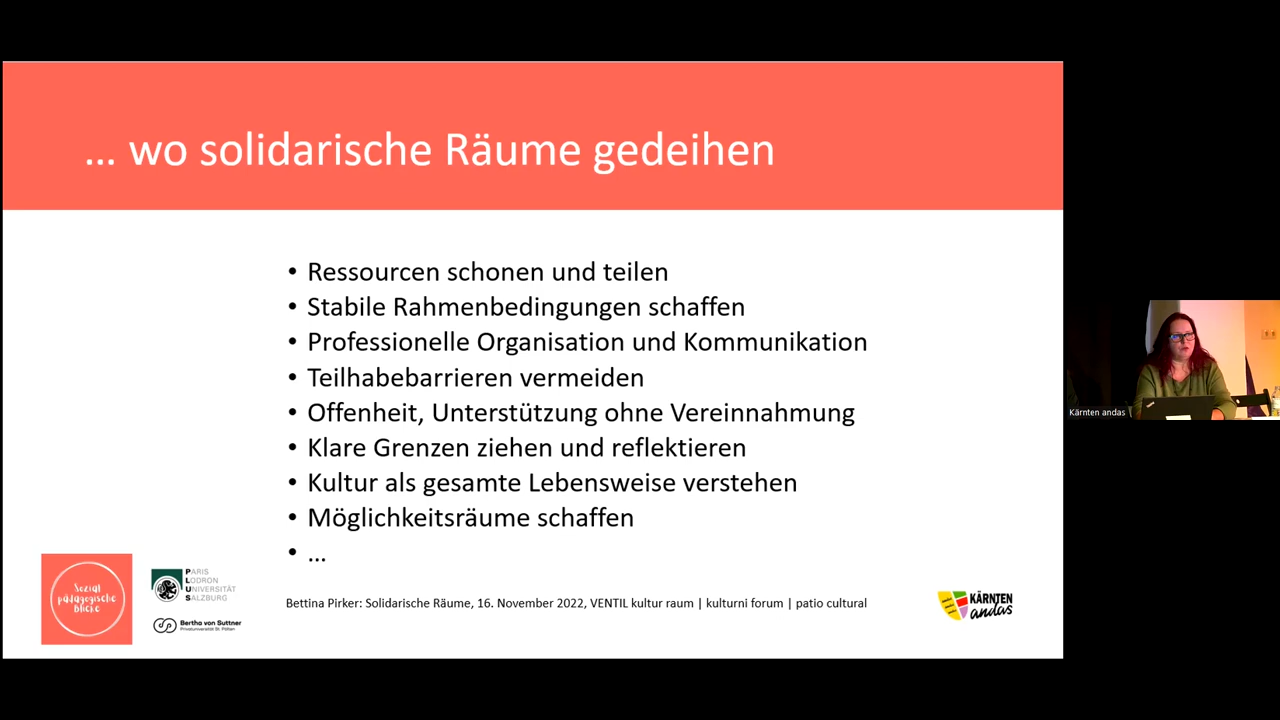 ... wo solidarische Räume gedeihen
• Ressourcen schonen und teilen
• Stabile Rahmenbedingungen schaffen
• Professionelle Organisation und Kommunikation
• Teilhabebarrieren vermeiden
• Offenheit, Unterstützung ohne Vereinnahmung
• Klare Grenzen ziehen und reflektieren
• Kultur als gesamte Lebensweise verstehen
• Möglichkeitsräume schaffen
• ...
Sozial
pädagogische
Blicke
PARIS
LODRON
UNIVERSITÄT
SALZBURG
Bertha von Suttner
Privatuniversität St. Pölten
Bettina Pirker: Solidarische Räume, 16. November 2022, VENTIL kultur raum | kulturni forum | patio cultural
KÄRNTEN
andas
Kärnten andas